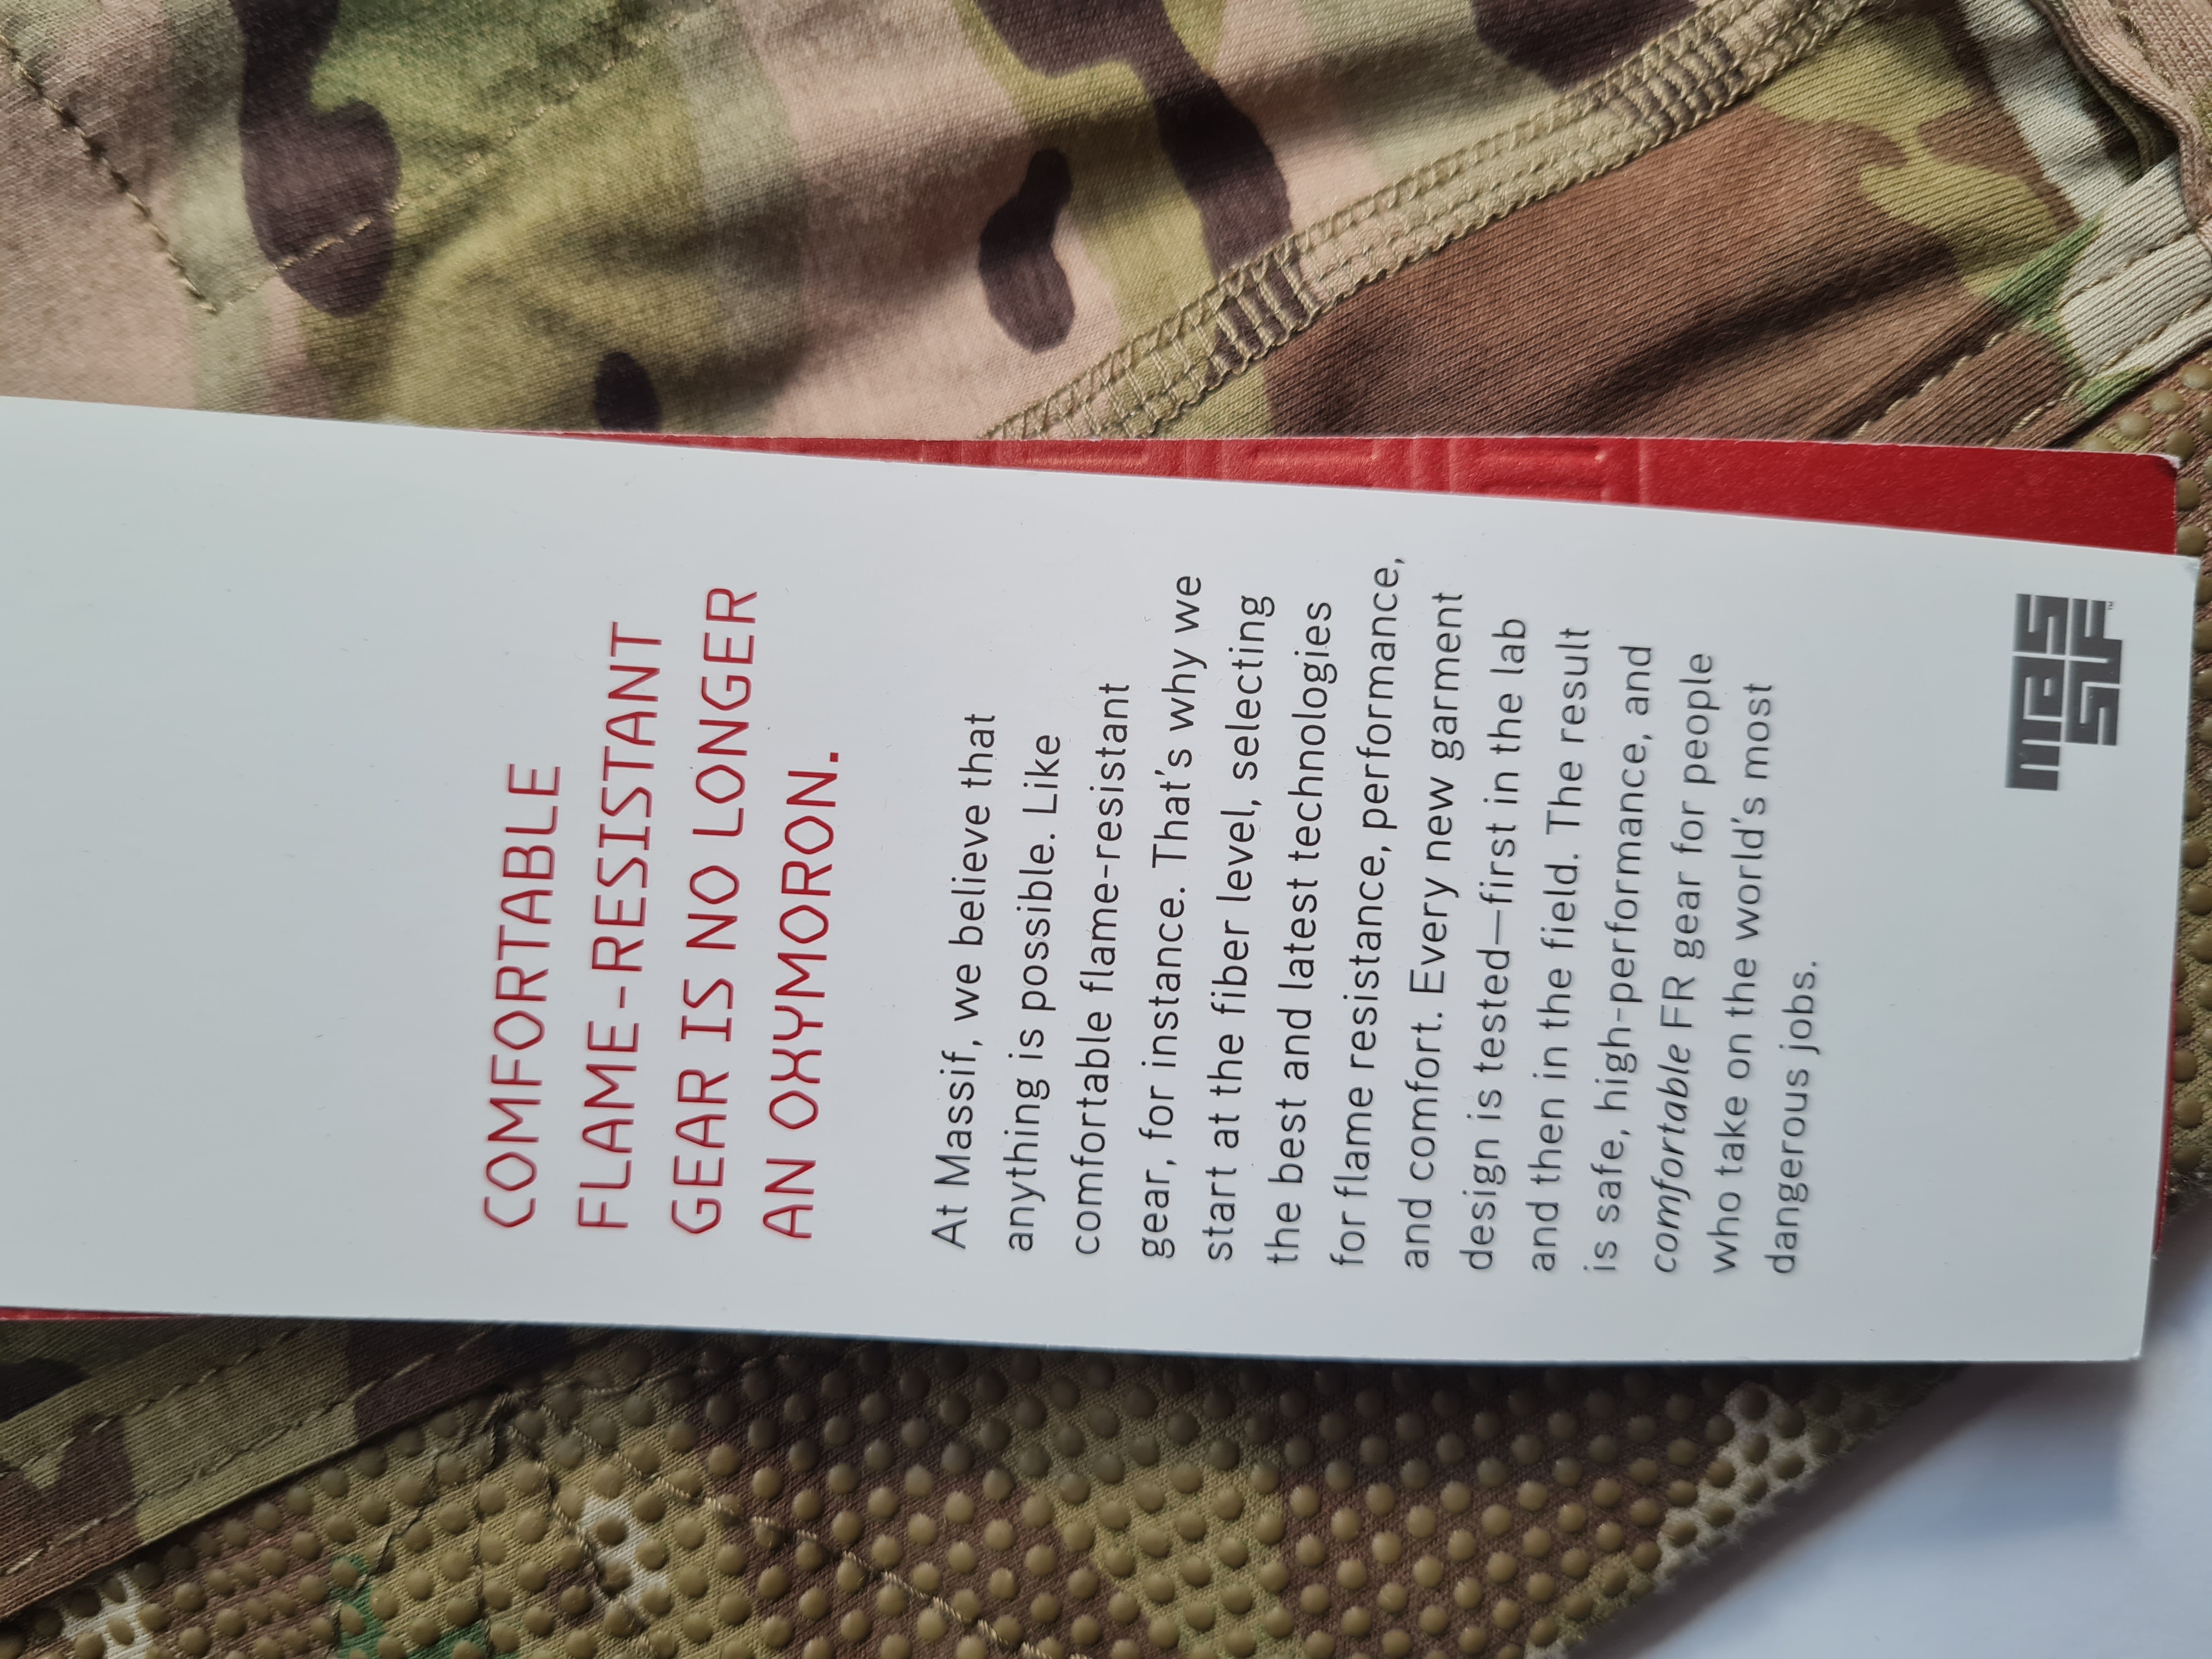 COMFORTABLE
FLAME-RESISTANT
GEAR IS NO LONGER
AN OXYMORON.
At Massif, we believe that
anything is possible. Like
comfortable flame-resistant
gear, for instance. That's why we
start at the fiber level, selecting
the best and latest technologies
for flame resistance, performance,
and comfort. Every new garment
design is tested—first in the lab
and then in the field. The result
is safe, high-performance, and
comfortable FR gear for people
who take on the world's most
dangerous jobs.
mas
sif™